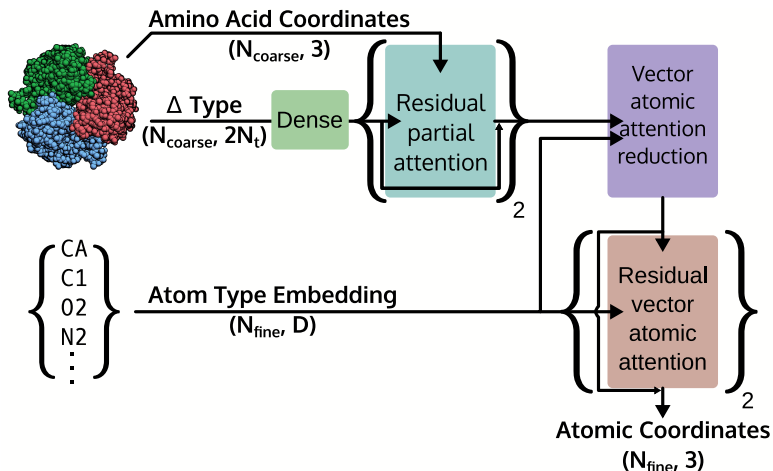 Amino Acid Coordinates
(N_coarse, 3)
Δ Type
(N_coarse, 2N_t)
Dense
Residual
partial
attention
2
Vector
atomic
attention
reduction
CA
C1
O2
N2
⋮
Atom Type Embedding
(N_fine, D)
Residual
vector
atomic
attention
2
Atomic Coordinates
(N_fine, 3)